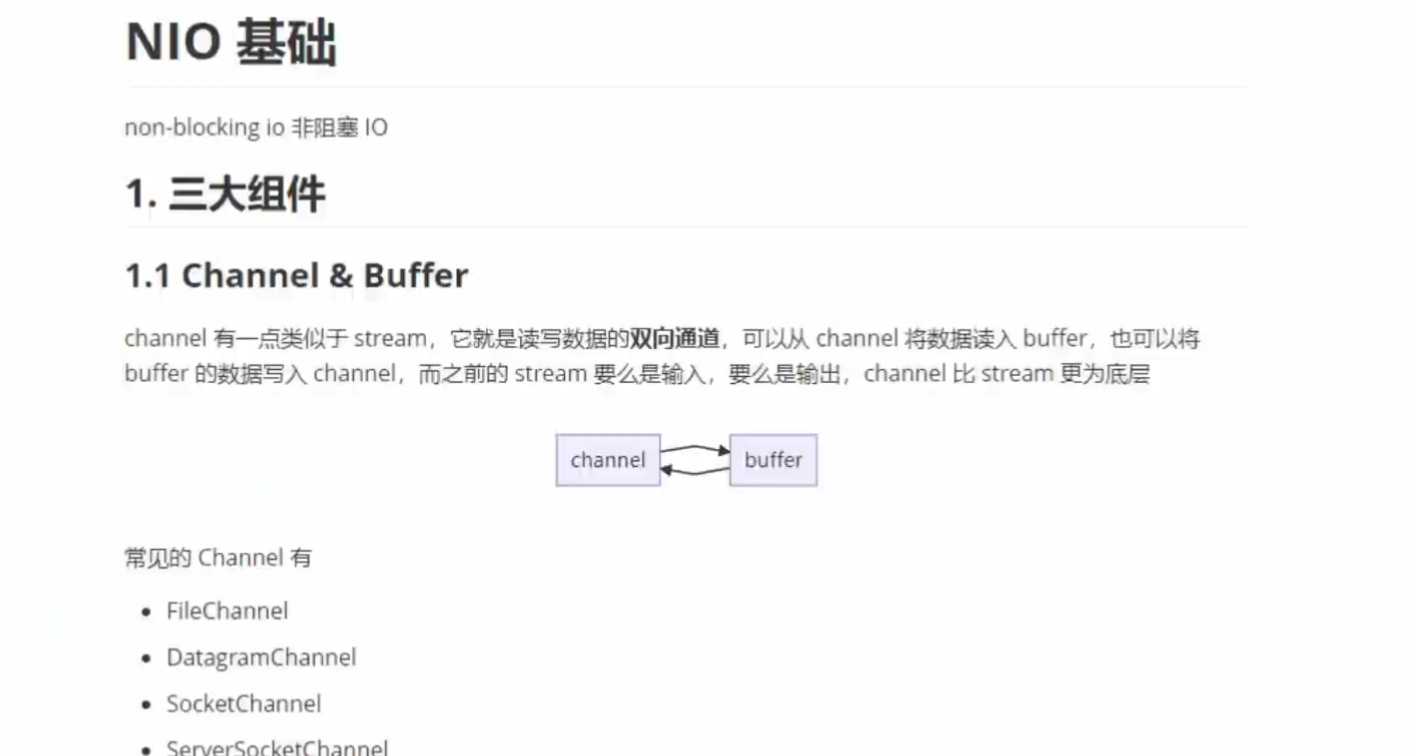 NIO 基础
non-blocking io 非阻塞 IO
1. 三大组件
1.1 Channel & Buffer
channel 有一点类似于 stream，它就是读写数据的双向通道，可以从 channel 将数据读入 buffer，也可以将
buffer 的数据写入 channel，而之前的 stream 要么是输入，要么是输出，channel 比 stream 更为底层
channel
buffer
常见的 Channel 有
• FileChannel
• DatagramChannel
• SocketChannel
• ServerSocketChannel